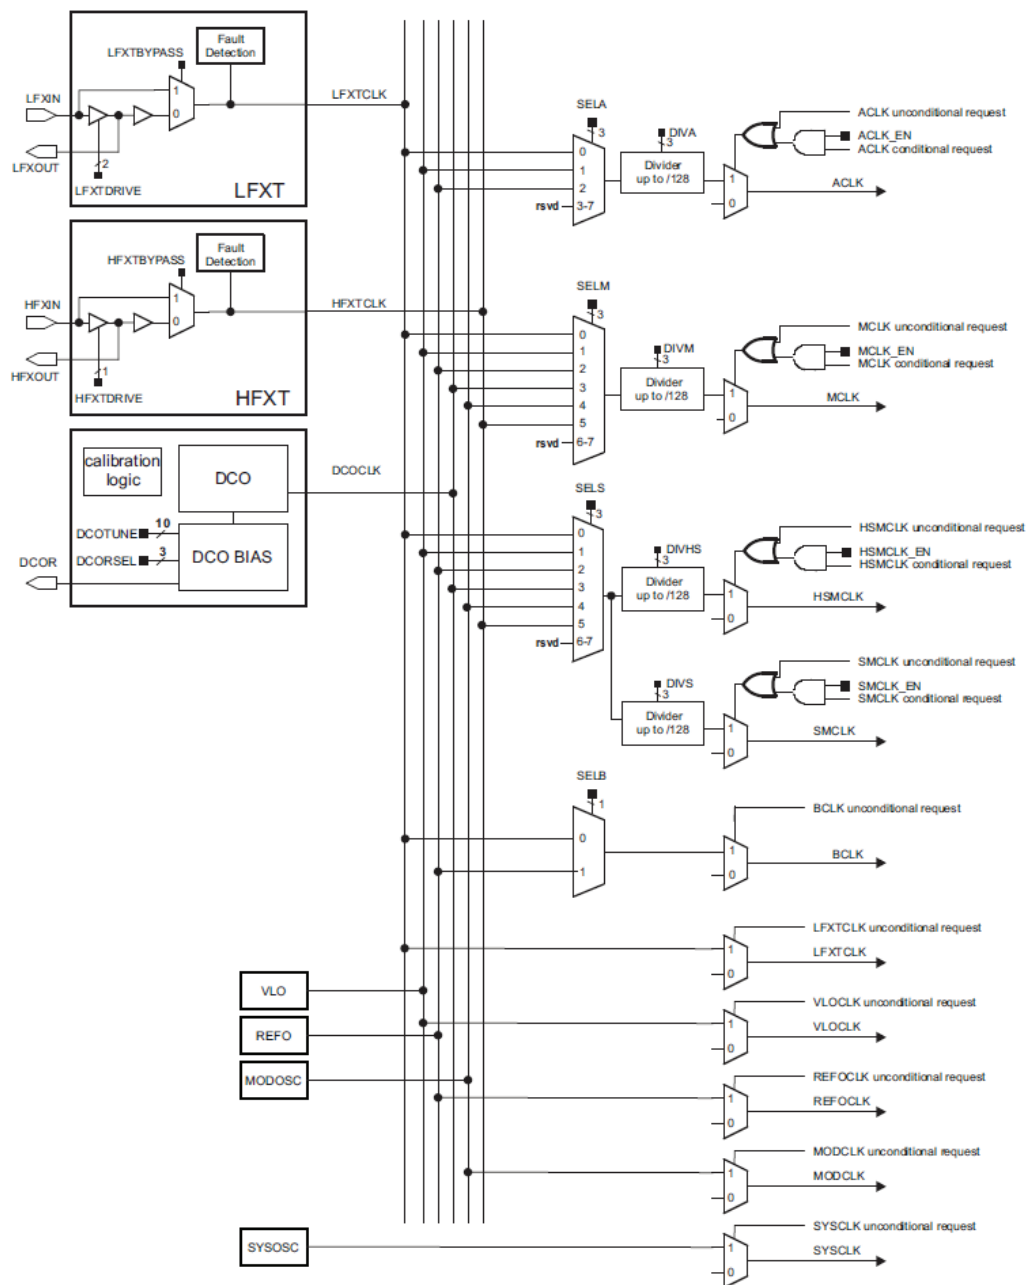 LFXTBYPASS
Fault
Detection
LFXIN
1
0
LFXOUT
2
LFXTDRIVE
LFXT
LFXTCLK
HFXTBYPASS
Fault
Detection
HFXIN
1
0
HFXOUT
1
HFXTDRIVE
HFXT
HFXTCLK
calibration
logic
DCO
DCOCLK
DCOTUNE
10
DCORSEL
3
DCO BIAS
DCOR
VLO
REFO
MODOSC
SYSOSC
SELA
3
0
1
2
rsvd
3-7
DIVA
3
Divider
up to /128
1
0
ACLK unconditional request
ACLK_EN
ACLK conditional request
ACLK
SELM
3
0
1
2
3
4
5
rsvd
6-7
DIVM
3
Divider
up to /128
1
0
MCLK unconditional request
MCLK_EN
MCLK conditional request
MCLK
SELS
3
0
1
2
3
4
5
rsvd
6-7
DIVHS
3
Divider
up to /128
1
0
HSMCLK unconditional request
HSMCLK_EN
HSMCLK conditional request
HSMCLK
DIVS
3
Divider
up to /128
1
0
SMCLK unconditional request
SMCLK_EN
SMCLK conditional request
SMCLK
SELB
1
0
1
1
0
BCLK unconditional request
BCLK
1
0
LFXTCLK unconditional request
LFXTCLK
1
0
VLOCLK unconditional request
VLOCLK
1
0
REFOCLK unconditional request
REFOCLK
1
0
MODCLK unconditional request
MODCLK
1
0
SYSCLK unconditional request
SYSCLK